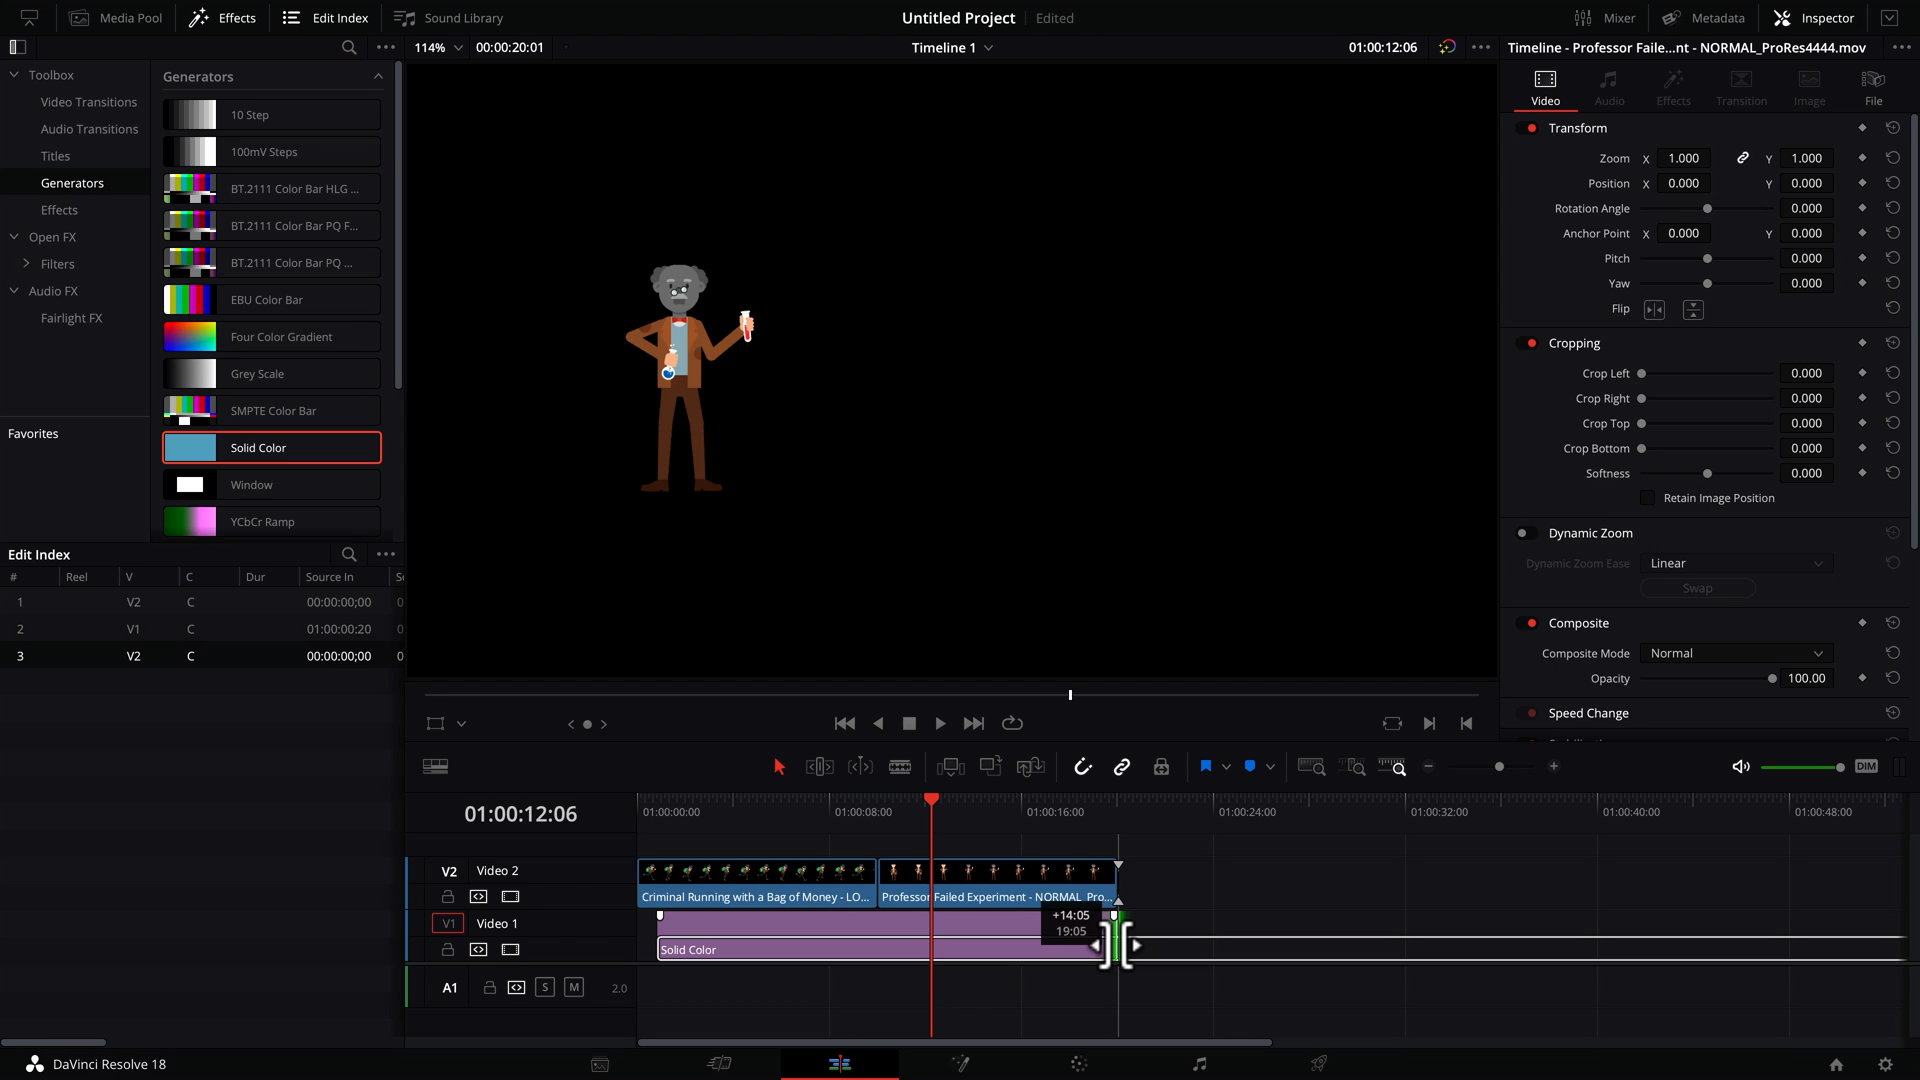 Media Pool
Effects
Edit Index
Sound Library
Untitled Project
Edited
Mixer
Metadata
Inspector
114%
00:00:20:01
Timeline 1
01:00:12:06
Timeline - Professor Faile...nt - NORMAL_ProRes4444.mov
Toolbox
Video Transitions
Audio Transitions
Titles
Generators
Effects
Open FX
Filters
Audio FX
Fairlight FX
Favorites
Generators
10 Step
100mV Steps
BT.2111 Color Bar HLG ...
BT.2111 Color Bar PQ F...
BT.2111 Color Bar PQ ...
EBU Color Bar
Four Color Gradient
Grey Scale
SMPTE Color Bar
Solid Color
Window
YCbCr Ramp
Video
Audio
Effects
Transition
Image
File
Transform
Zoom X 1.000 Y 1.000
Position X 0.000 Y 0.000
Rotation Angle 0.000
Anchor Point X 0.000 Y 0.000
Pitch 0.000
Yaw 0.000
Flip
Cropping
Crop Left 0.000
Crop Right 0.000
Crop Top 0.000
Crop Bottom 0.000
Softness 0.000
Retain Image Position
Dynamic Zoom
Dynamic Zoom Ease Linear
Swap
Composite
Composite Mode Normal
Opacity 100.00
Speed Change
Edit Index
# Reel V C Dur Source In
1 V2 C 00:00:00;00 0
2 V1 C 01:00:00:20 0
3 V2 C 00:00:00;00 0
DIM
01:00:12:06
01:00:00:00
01:00:08:00
01:00:16:00
01:00:24:00
01:00:32:00
01:00:40:00
01:00:48:00
V2 Video 2
Criminal Running with a Bag of Money - LO...
Professor Failed Experiment - NORMAL_Pro...
V1 Video 1
+14:05
19:05
Solid Color
A1 S M 2.0
DaVinci Resolve 18